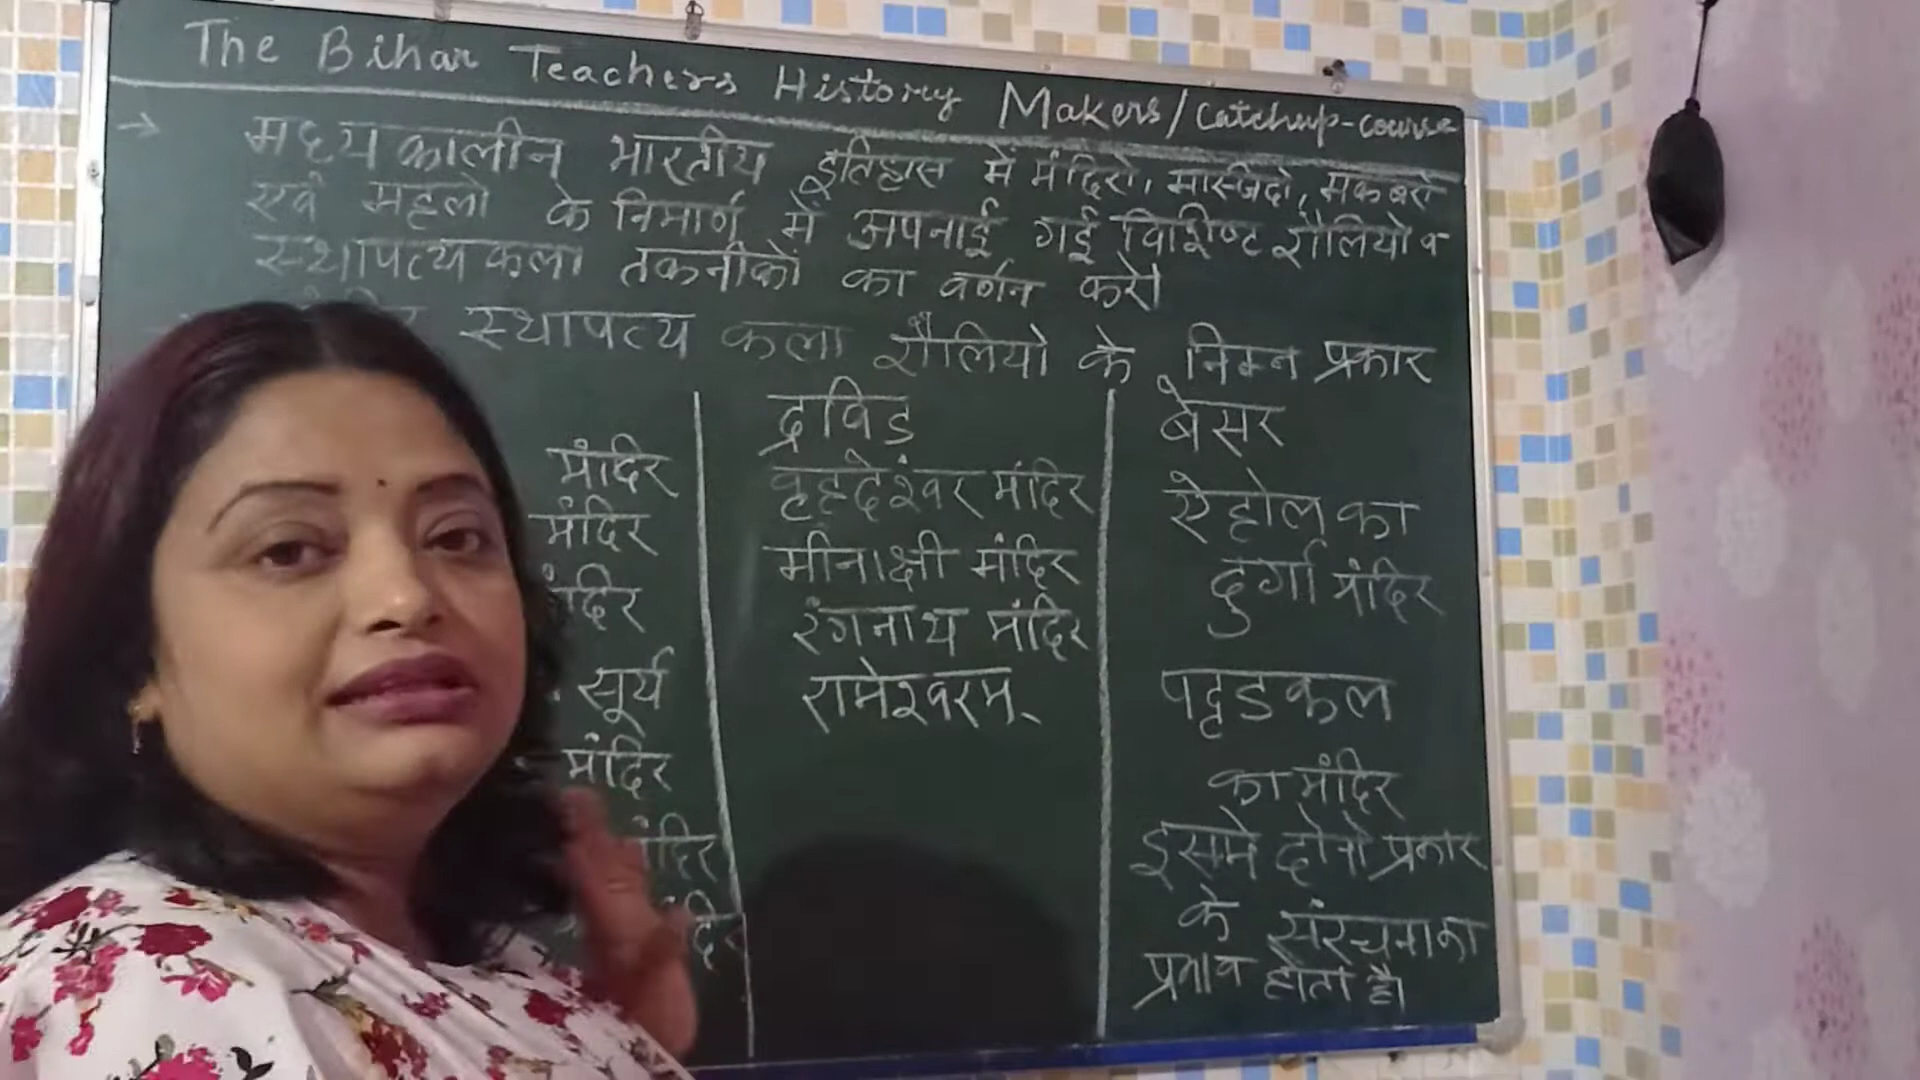 The Bihar Teachers History Makers/Catchup-course
→ मध्यकालीन भारतीय इतिहास में मंदिरो, मस्जिदो, मकबरो
एवं महलो के निमार्ण में अपनाई गई विशिष्ट शैलियो व
स्थापत्यकला तकनीको का वर्णन करे।
स्थापत्य कला शैलियो के निम्न प्रकार
मंदिर
मंदिर
मंदिर
सूर्य
मंदिर
मंदिर
द्रविड
वृहदेश्वर मंदिर
मीनाक्षी मंदिर
रंगनाथ मंदिर
रामेश्वरम्
बेसर
ऐहोल का
दुर्गा मंदिर
पट्टडकल
का मंदिर
इसमे दोनो प्रकार
के संरचना का
प्रभाव होता है।